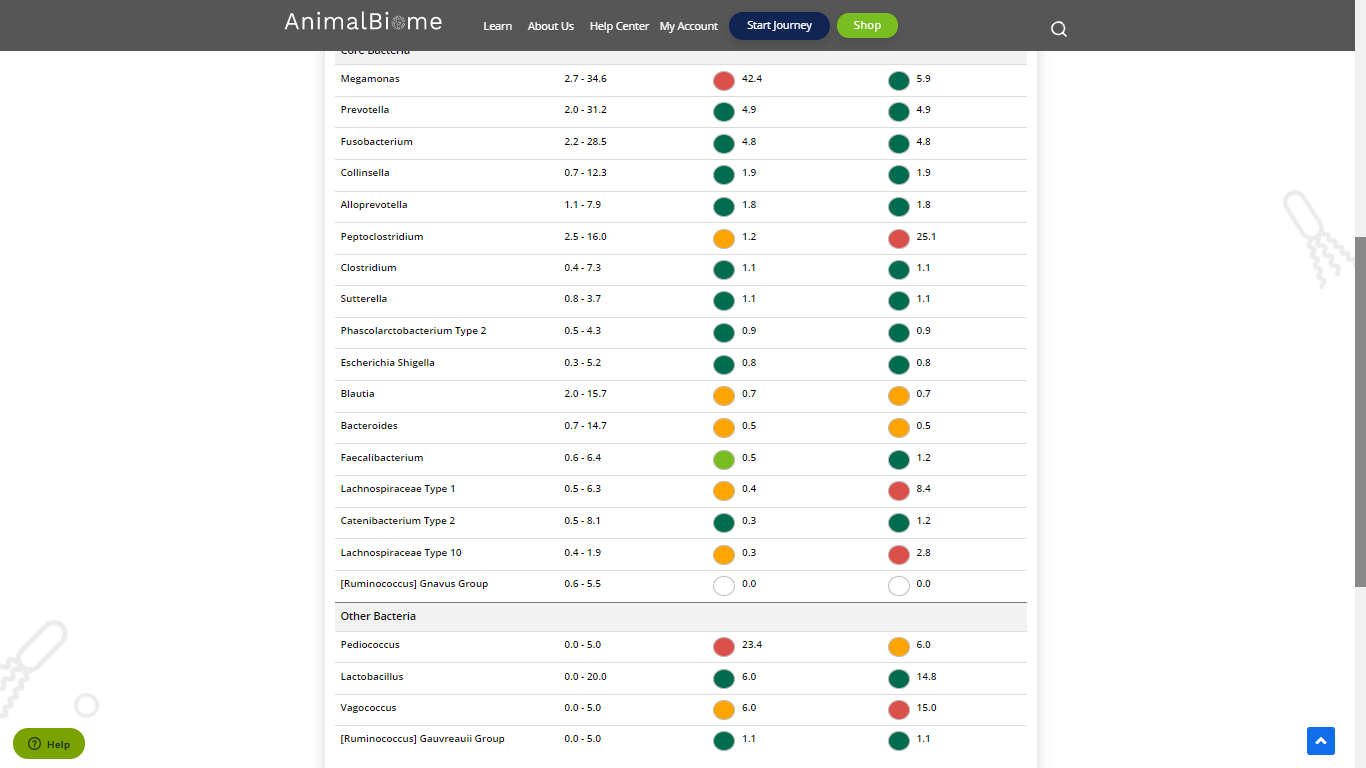 AnimalBiome Learn About Us Help Center My Account Start Journey Shop
Core Bacteria
Megamonas 2.7 - 34.6 42.4 5.9
Prevotella 2.0 - 31.2 4.9 4.9
Fusobacterium 2.2 - 28.5 4.8 4.8
Collinsella 0.7 - 12.3 1.9 1.9
Alloprevotella 1.1 - 7.9 1.8 1.8
Peptoclostridium 2.5 - 16.0 1.2 25.1
Clostridium 0.4 - 7.3 1.1 1.1
Sutterella 0.8 - 3.7 1.1 1.1
Phascolarctobacterium Type 2 0.5 - 4.3 0.9 0.9
Escherichia Shigella 0.3 - 5.2 0.8 0.8
Blautia 2.0 - 15.7 0.7 0.7
Bacteroides 0.7 - 14.7 0.5 0.5
Faecalibacterium 0.6 - 6.4 0.5 1.2
Lachnospiraceae Type 1 0.5 - 6.3 0.4 8.4
Catenibacterium Type 2 0.5 - 8.1 0.3 1.2
Lachnospiraceae Type 10 0.4 - 1.9 0.3 2.8
[Ruminococcus] Gnavus Group 0.6 - 5.5 0.0 0.0
Other Bacteria
Pediococcus 0.0 - 5.0 23.4 6.0
Lactobacillus 0.0 - 20.0 6.0 14.8
Vagococcus 0.0 - 5.0 6.0 15.0
[Ruminococcus] Gauvreauii Group 0.0 - 5.0 1.1 1.1
Help